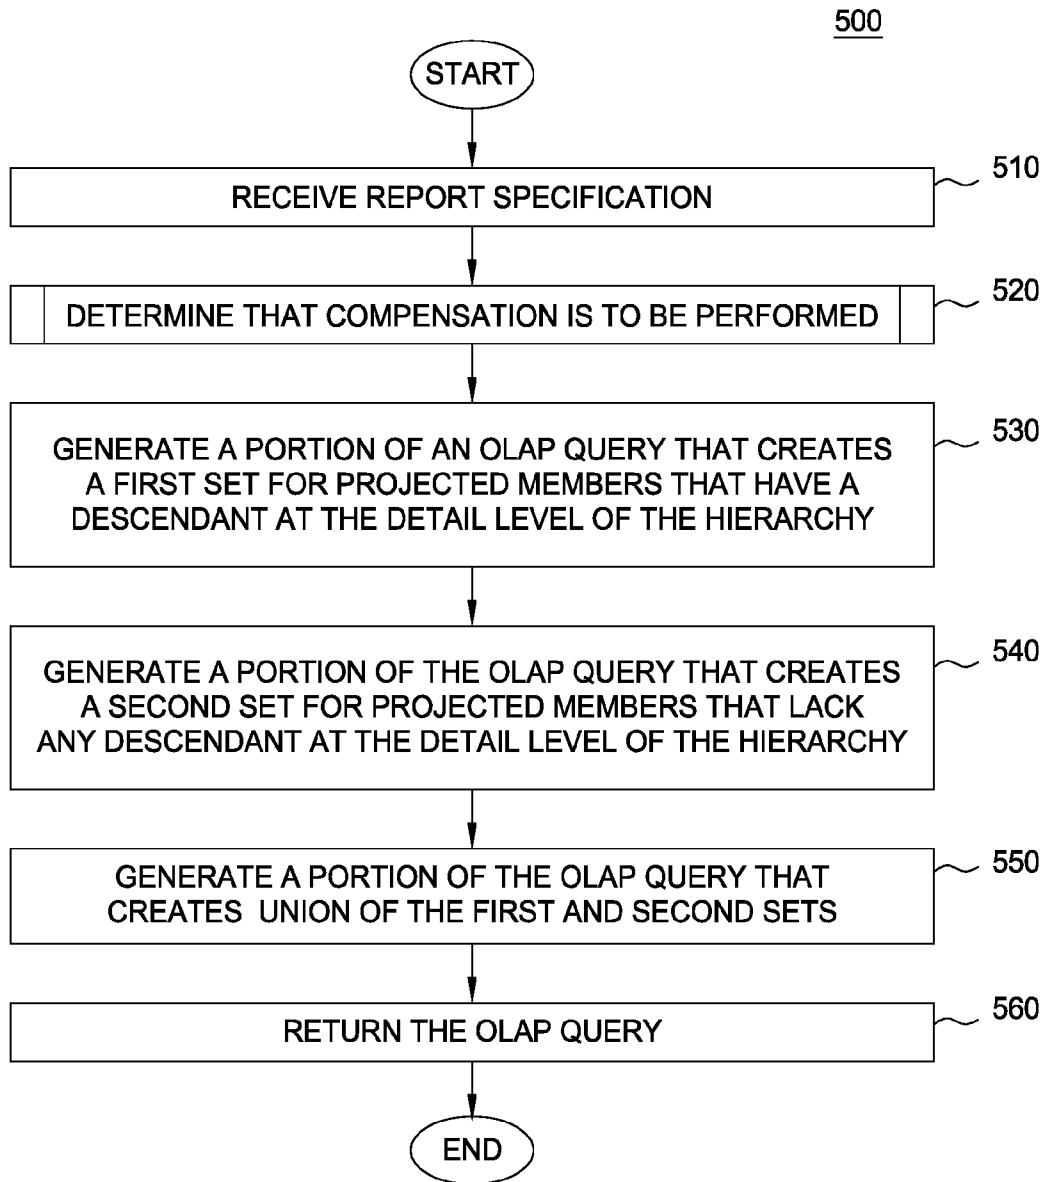 500
START
RECEIVE REPORT SPECIFICATION
510
DETERMINE THAT COMPENSATION IS TO BE PERFORMED
520
GENERATE A PORTION OF AN OLAP QUERY THAT CREATES
A FIRST SET FOR PROJECTED MEMBERS THAT HAVE A
DESCENDANT AT THE DETAIL LEVEL OF THE HIERARCHY
530
GENERATE A PORTION OF THE OLAP QUERY THAT CREATES
A SECOND SET FOR PROJECTED MEMBERS THAT LACK
ANY DESCENDANT AT THE DETAIL LEVEL OF THE HIERARCHY
540
GENERATE A PORTION OF THE OLAP QUERY THAT
CREATES UNION OF THE FIRST AND SECOND SETS
550
RETURN THE OLAP QUERY
560
END